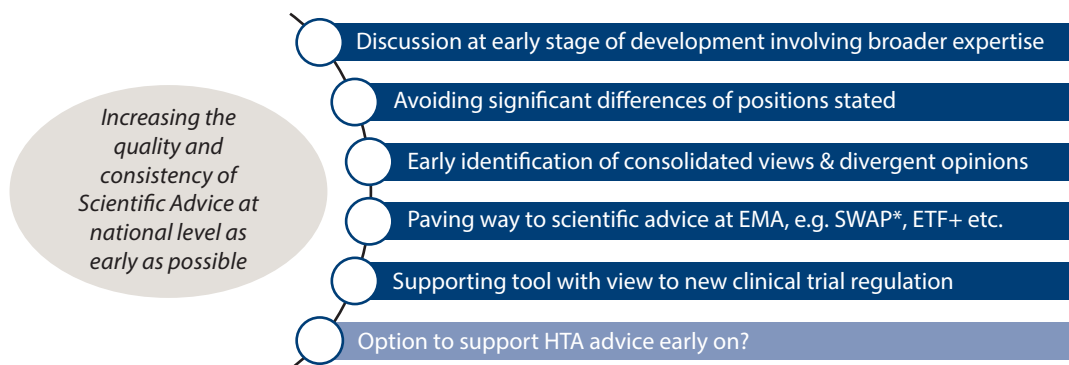 Increasing the
quality and
consistency of
Scientific Advice at
national level as
early as possible
Discussion at early stage of development involving broader expertise
Avoiding significant differences of positions stated
Early identification of consolidated views & divergent opinions
Paving way to scientific advice at EMA, e.g. SWAP*, ETF+ etc.
Supporting tool with view to new clinical trial regulation
Option to support HTA advice early on?